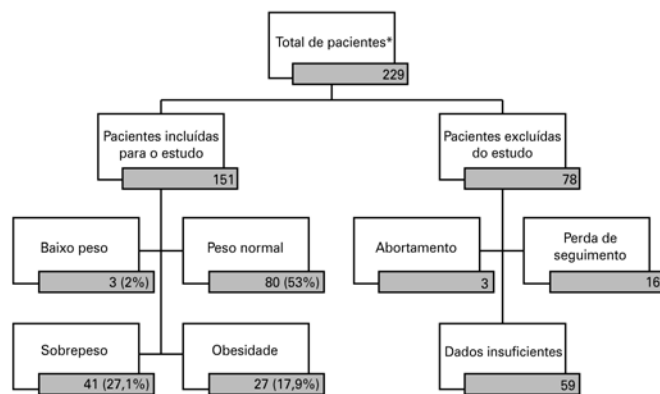 Total de pacientes*
229
Pacientes incluídas
para o estudo
151
Pacientes excluídas
do estudo
78
Baixo peso
3 (2%)
Peso normal
80 (53%)
Abortamento
3
Perda de
seguimento
16
Sobrepeso
41 (27,1%)
Obesidade
27 (17,9%)
Dados insuficientes
59